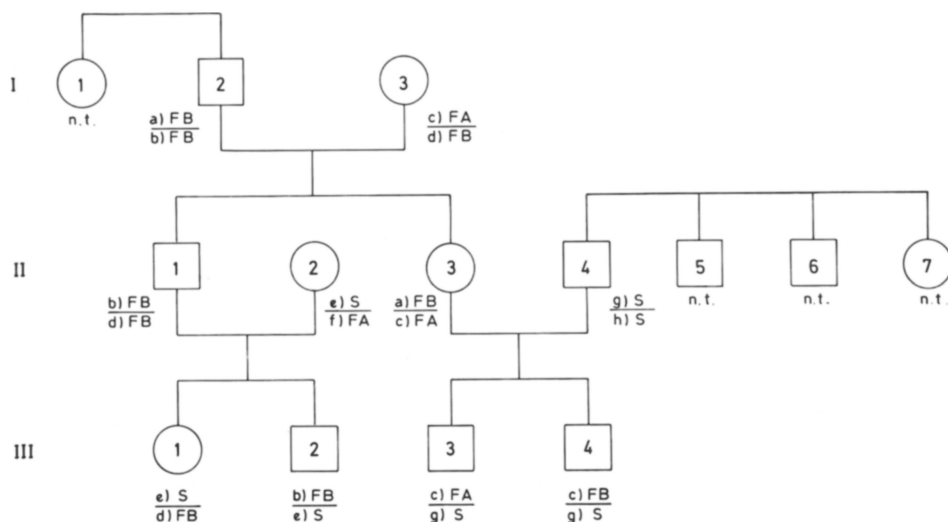 I
1
2
3
n.t.
a) FB
b) FB
c) FA
d) FB
II
1
2
3
4
5
6
7
b) FB
d) FB
e) S
f) FA
a) FB
c) FA
g) S
h) S
n.t.
n.t.
n.t.
III
1
2
3
4
e) S
d) FB
b) FB
e) S
c) FA
g) S
c) FB
g) S